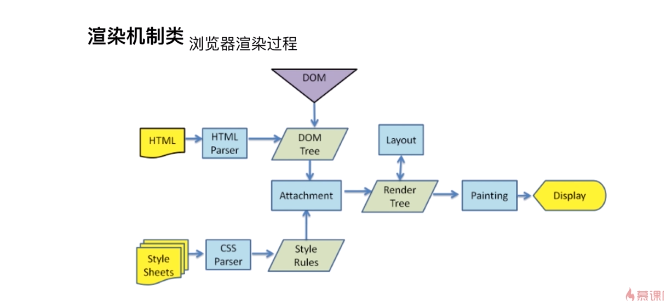 渲染机制类 浏览器渲染过程
DOM
HTML
HTML
Parser
DOM
Tree
Layout
Attachment
Render
Tree
Painting
Display
Style
Sheets
CSS
Parser
Style
Rules
慕课